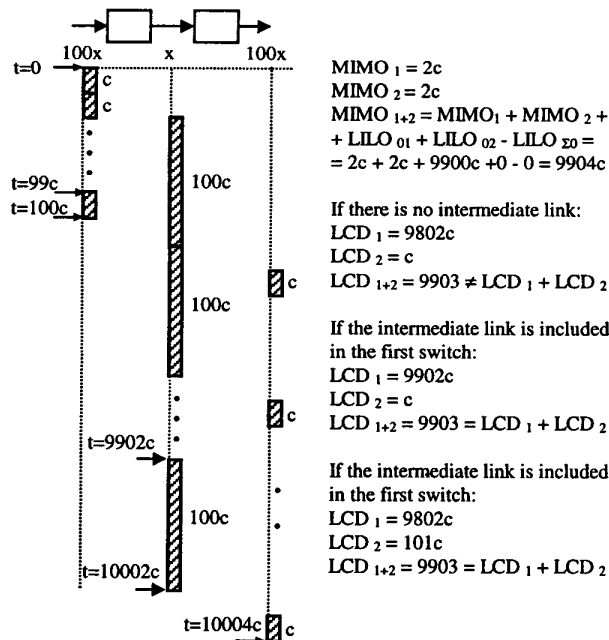 100x x 100x
t=0
c
c
t=99c
t=100c
100c
100c
c
c
t=9902c
100c
t=10002c
t=10004c
c
MIMO 1 = 2c
MIMO 2 = 2c
MIMO 1+2 = MIMO1 + MIMO 2 +
+ LILO 01 + LILO 02 - LILO Σ0 =
= 2c + 2c + 9900c +0 - 0 = 9904c
If there is no intermediate link:
LCD 1 = 9802c
LCD 2 = c
LCD 1+2 = 9903 ≠ LCD 1 + LCD 2
If the intermediate link is included
in the first switch:
LCD 1 = 9902c
LCD 2 = c
LCD 1+2 = 9903 = LCD 1 + LCD 2
If the intermediate link is included
in the first switch:
LCD 1 = 9802c
LCD 2 = 101c
LCD 1+2 = 9903 = LCD 1 + LCD 2